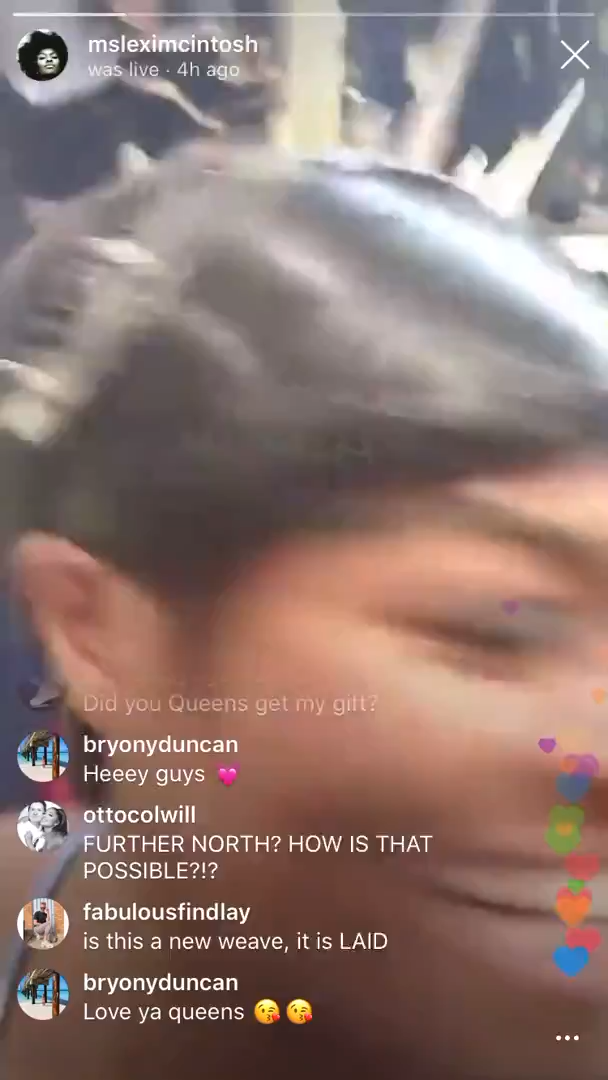 msleximcintosh
was live · 4h ago
Did you Queens get my gift?
bryonyduncan
Heeey guys 💓
ottocolwill
FURTHER NORTH? HOW IS THAT
POSSIBLE?!?
fabulousfindlay
is this a new weave, it is LAID
bryonyduncan
Love ya queens 😘😘